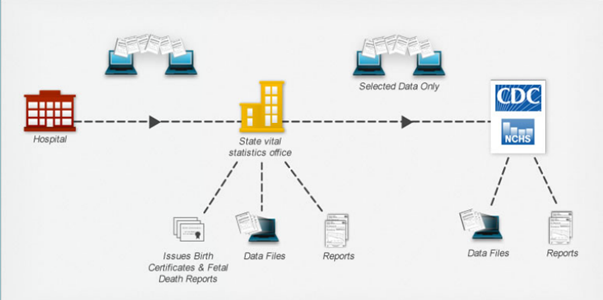 Selected Data Only
CDC
NCHS
Hospital
State vital
statistics office
Issues Birth
Certificates & Fetal
Death Reports
Data Files
Reports
Data Files
Reports